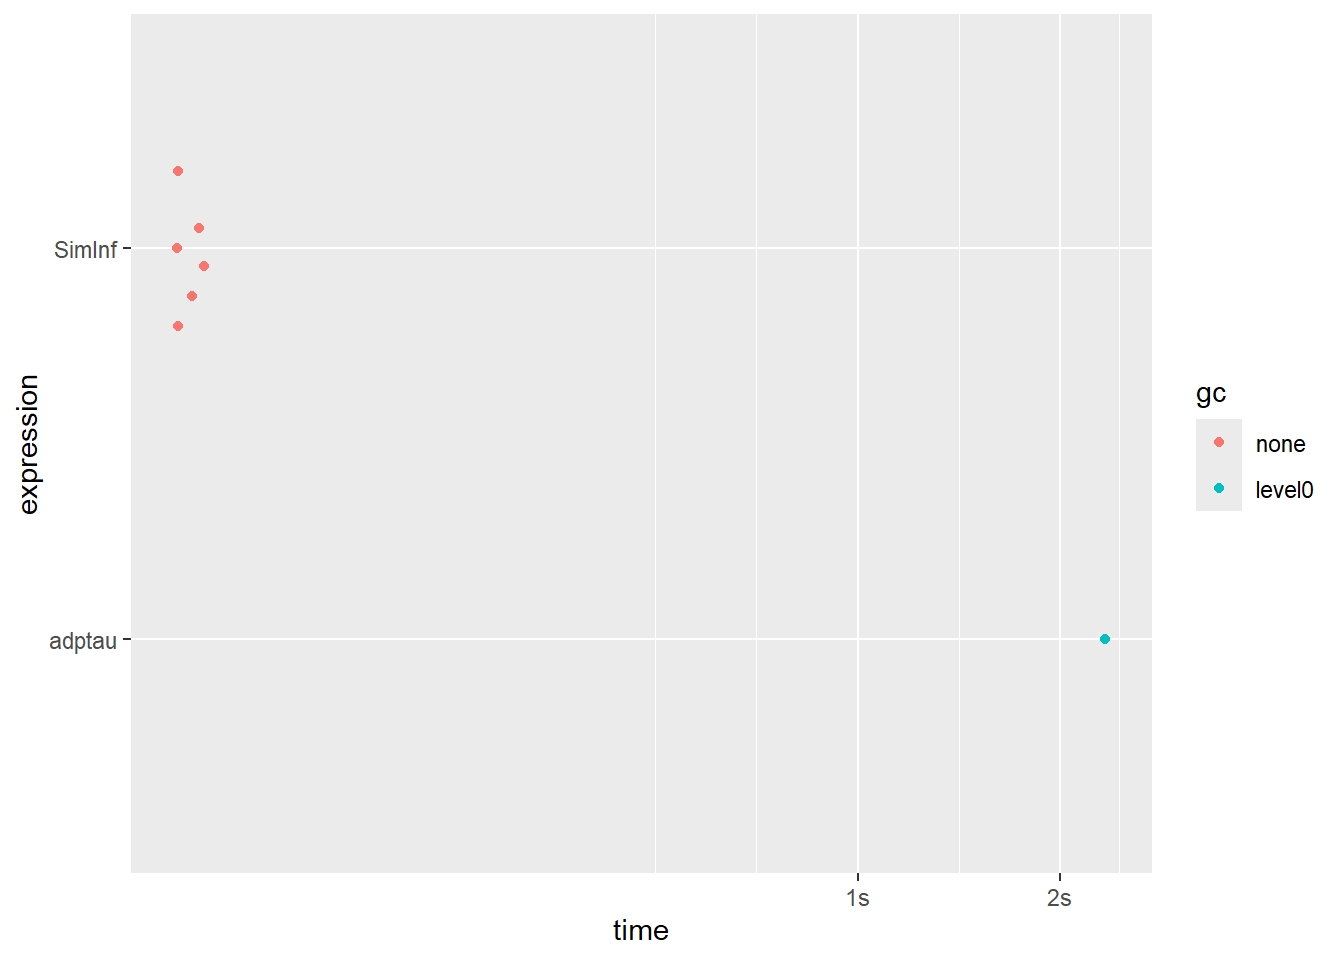 SimInf
adptau
expression
1s
2s
time
gc
none
level0